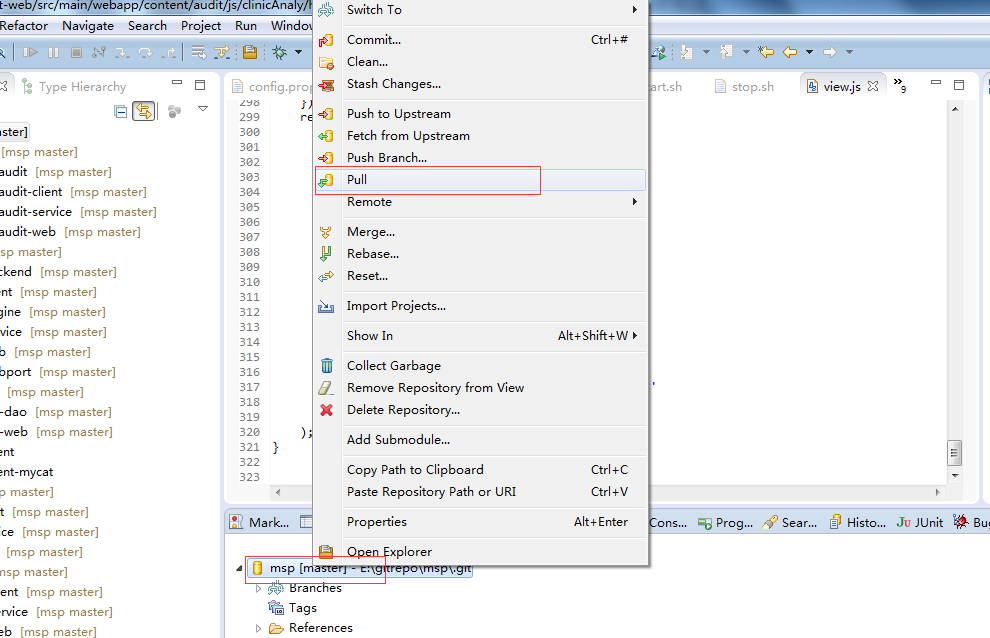 t-web/src/main/webapp/content/audit/js/clinicAnaly/
Refactor Navigate Search Project Run Window
Type Hierarchy
[master]
[msp master]
audit [msp master]
audit-client [msp master]
audit-service [msp master]
audit-web [msp master]
[msp master]
ckend [msp master]
ent [msp master]
gine [msp master]
vice [msp master]
b [msp master]
port [msp master]
[msp master]
-dao [msp master]
-web [msp master]
ent
ent-mycat
[msp master]
t [msp master]
ice [msp master]
[msp master]
[msp master]
ent [msp master]
ervice [msp master]
eb [msp master]
config.prop
art.sh
stop.sh
view.js
»9
298 })
299 re
300
301
302
303
304
305
306
307
308
309
310
311
312
313
314
315
316
317
318
319
320 );
321 }
322
323
Switch To
Commit... Ctrl+#
Clean...
Stash Changes...
Push to Upstream
Fetch from Upstream
Push Branch...
Pull
Remote
Merge...
Rebase...
Reset...
Import Projects...
Show In Alt+Shift+W
Collect Garbage
Remove Repository from View
Delete Repository...
Add Submodule...
Copy Path to Clipboard Ctrl+C
Paste Repository Path or URI Ctrl+V
Properties Alt+Enter
Open Explorer
Mark... Cons... Prog... Sear... Histo... JUnit Bug
msp [master] - E:\gitrepo\msp\.git
Branches
Tags
References